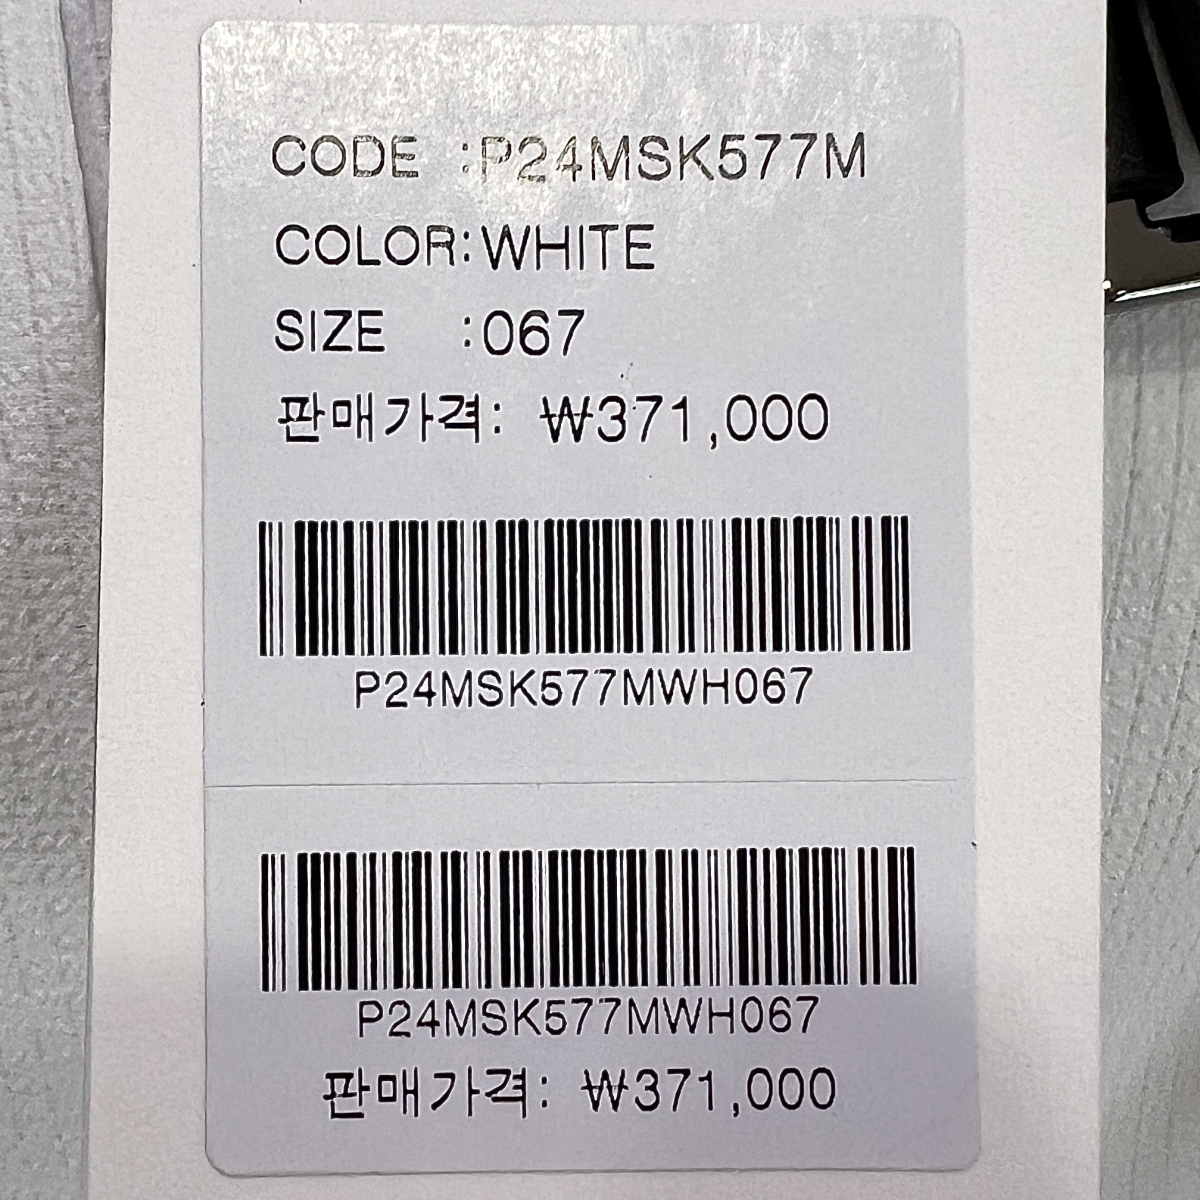 CODE :P24MSK577M
COLOR:WHITE
SIZE :067
판매가격: ₩371,000
P24MSK577MWH067
P24MSK577MWH067
판매가격: ₩371,000